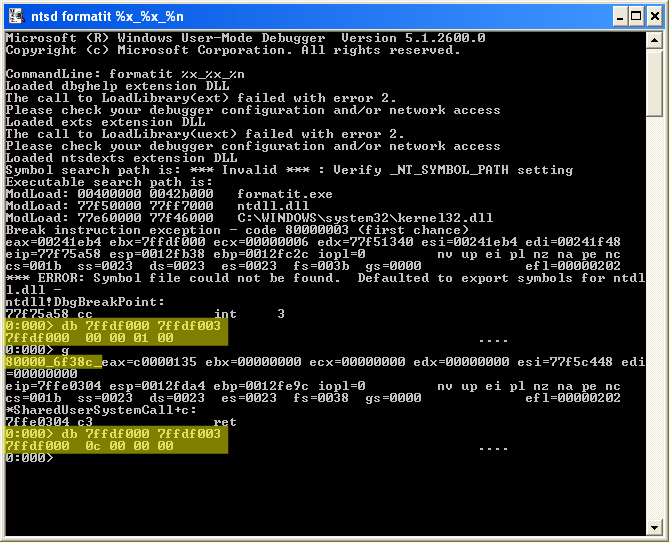 ntsd formatit %x_%x_%n
Microsoft (R) Windows User-Mode Debugger  Version 5.1.2600.0
Copyright (c) Microsoft Corporation. All rights reserved.
CommandLine: formatit %x_%x_%n
Loaded dbghelp extension DLL
The call to LoadLibrary(ext) failed with error 2.
Please check your debugger configuration and/or network access
Loaded exts extension DLL
The call to LoadLibrary(uext) failed with error 2.
Please check your debugger configuration and/or network access
Loaded ntsdexts extension DLL
Symbol search path is: *** Invalid *** : Verify _NT_SYMBOL_PATH setting
Executable search path is:
ModLoad: 00400000 0042b000   formatit.exe
ModLoad: 77f50000 77ff7000   ntdll.dll
ModLoad: 77e60000 77f46000   C:\WINDOWS\system32\kernel32.dll
Break instruction exception - code 80000003 (first chance)
eax=00241eb4 ebx=7ffdf000 ecx=00000006 edx=77f51340 esi=00241eb4 edi=00241f48
eip=77f75a58 esp=0012fb38 ebp=0012fc2c iopl=0         nv up ei pl nz na pe nc
cs=001b  ss=0023  ds=0023  es=0023  fs=003b  gs=0000             efl=00000202
*** ERROR: Symbol file could not be found.  Defaulted to export symbols for ntdl
l.dll -
ntdll!DbgBreakPoint:
77f75a58 cc               int     3
0:000> db 7ffdf000 7ffdf003
7ffdf000  00 00 01 00                                      ....
0:000> g
80000_6f38c_eax=c0000135 ebx=00000000 ecx=00000000 edx=00000000 esi=77f5c448 edi
=00000000
eip=7ffe0304 esp=0012fda4 ebp=0012fe9c iopl=0         nv up ei pl nz na pe nc
cs=001b  ss=0023  ds=0023  es=0023  fs=0038  gs=0000             efl=00000202
*SharedUserSystemCall+c:
7ffe0304 c3               ret
0:000> db 7ffdf000 7ffdf003
7ffdf000  0c 00 00 00                                      ....
0:000>